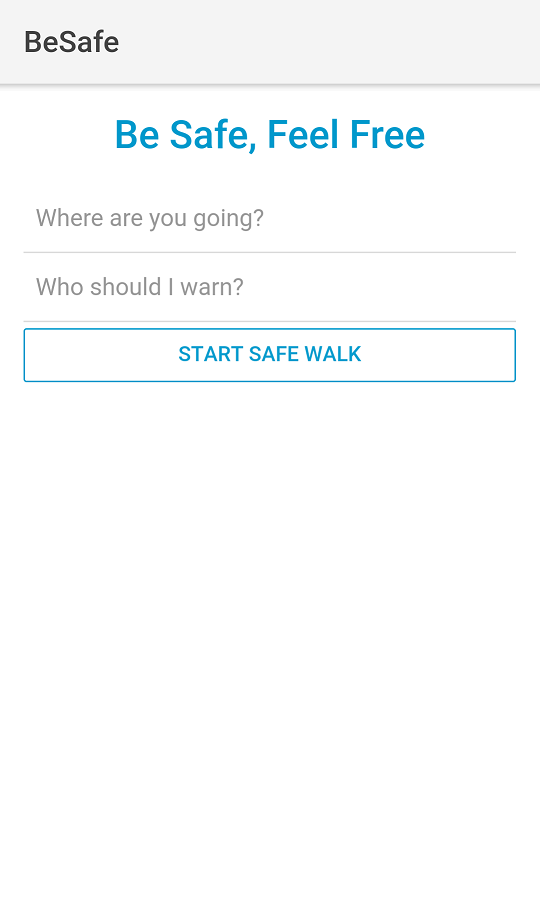 BeSafe
Be Safe, Feel Free
Where are you going?
Who should I warn?
START SAFE WALK